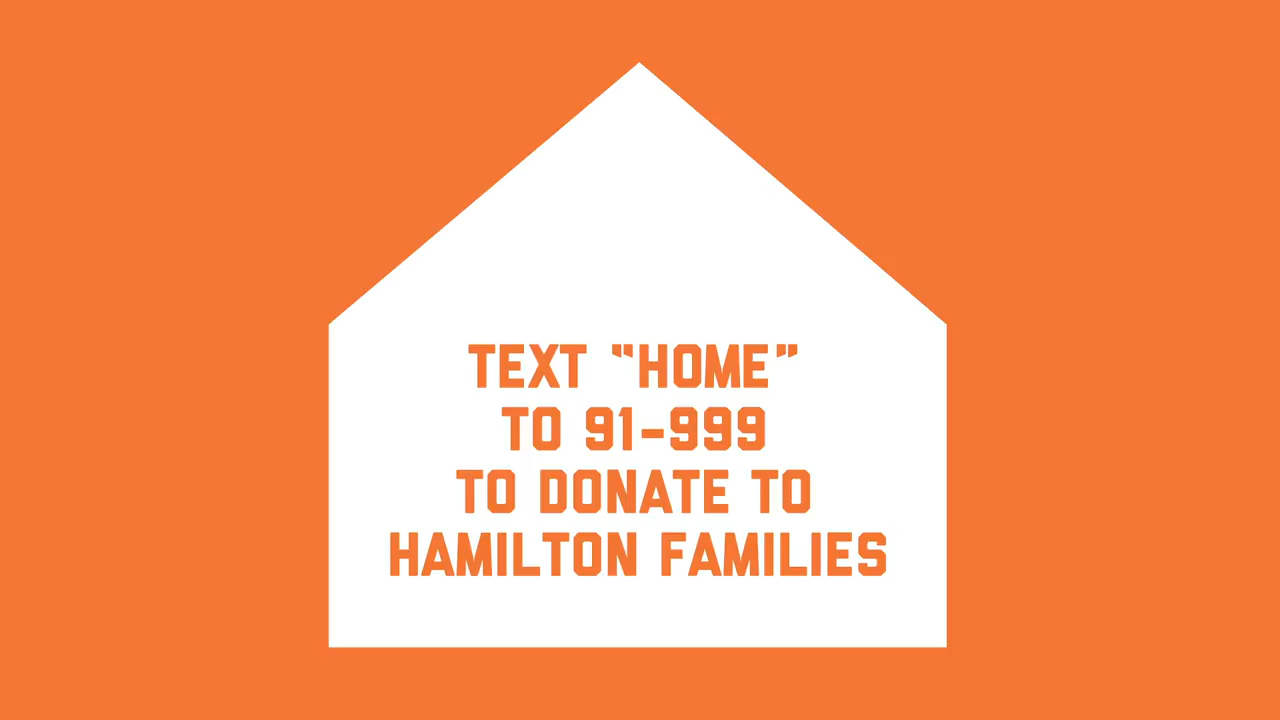 TEXT "HOME"
TO 91-999
TO DONATE TO
HAMILTON FAMILIES